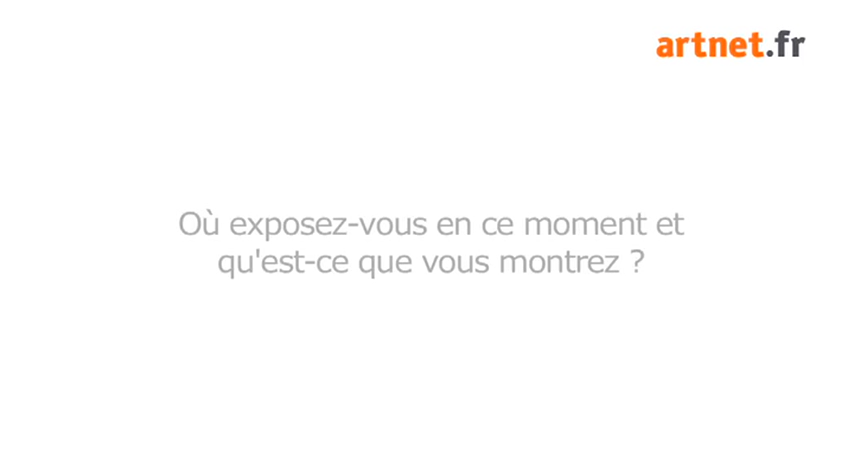 artnet.fr
Où exposez-vous en ce moment et
qu'est-ce que vous montrez ?